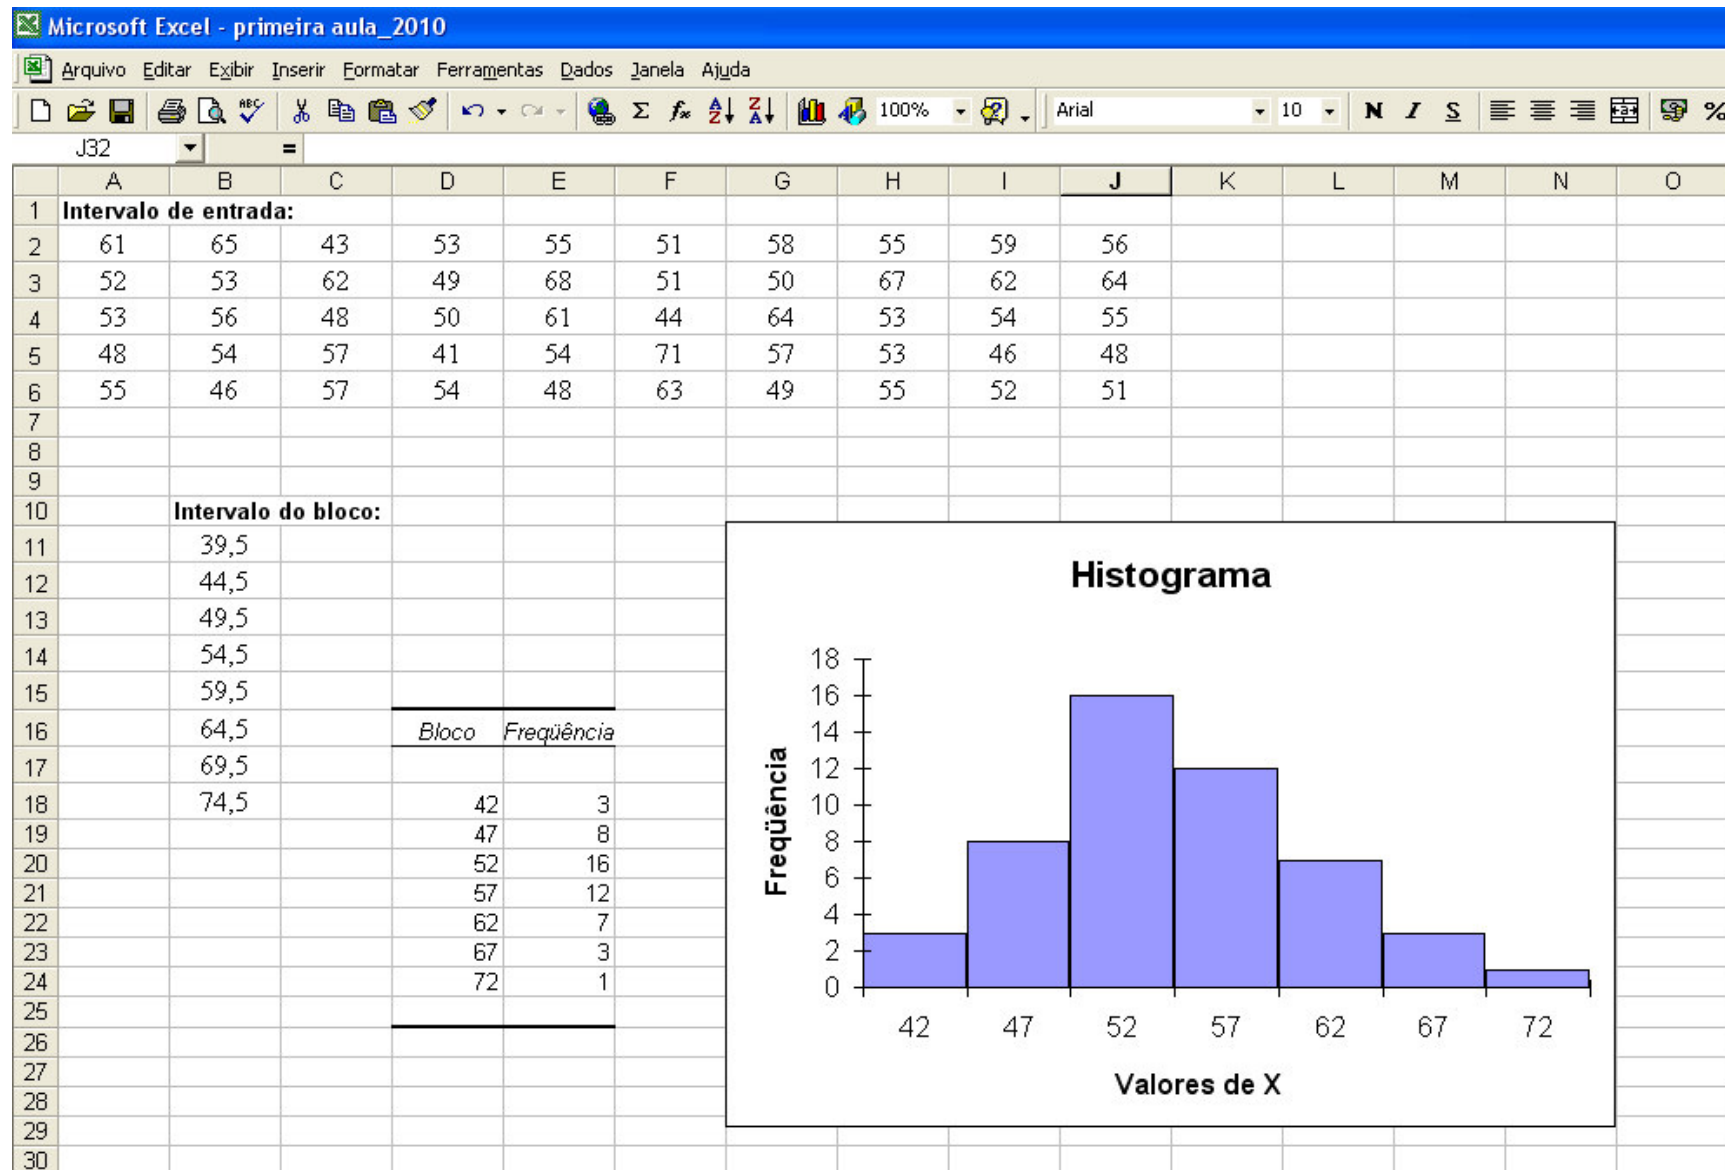 Microsoft Excel - primeira aula_2010
Arquivo Editar Exibir Inserir Formatar Ferramentas Dados Janela Ajuda
ABC Σ fx A Z Z A 100% Arial 10 N I S a %
J32 =
A B C D E F G H I J K L M N O
1 Intervalo de entrada:
2 61 65 43 53 55 51 58 55 59 56
3 52 53 62 49 68 51 50 67 62 64
4 53 56 48 50 61 44 64 53 54 55
5 48 54 57 41 54 71 57 53 46 48
6 55 46 57 54 48 63 49 55 52 51
7
8
9
10 Intervalo do bloco:
11 39,5
12 44,5
13 49,5
14 54,5
15 59,5
16 64,5 Bloco Freqüência
17 69,5
18 74,5 42 3
19 47 8
20 52 16
21 57 12
22 62 7
23 67 3
24 72 1
25
26
27
28
29
30
Histograma
Freqüência
18
16
14
12
10
8
6
4
2
0
42 47 52 57 62 67 72
Valores de X